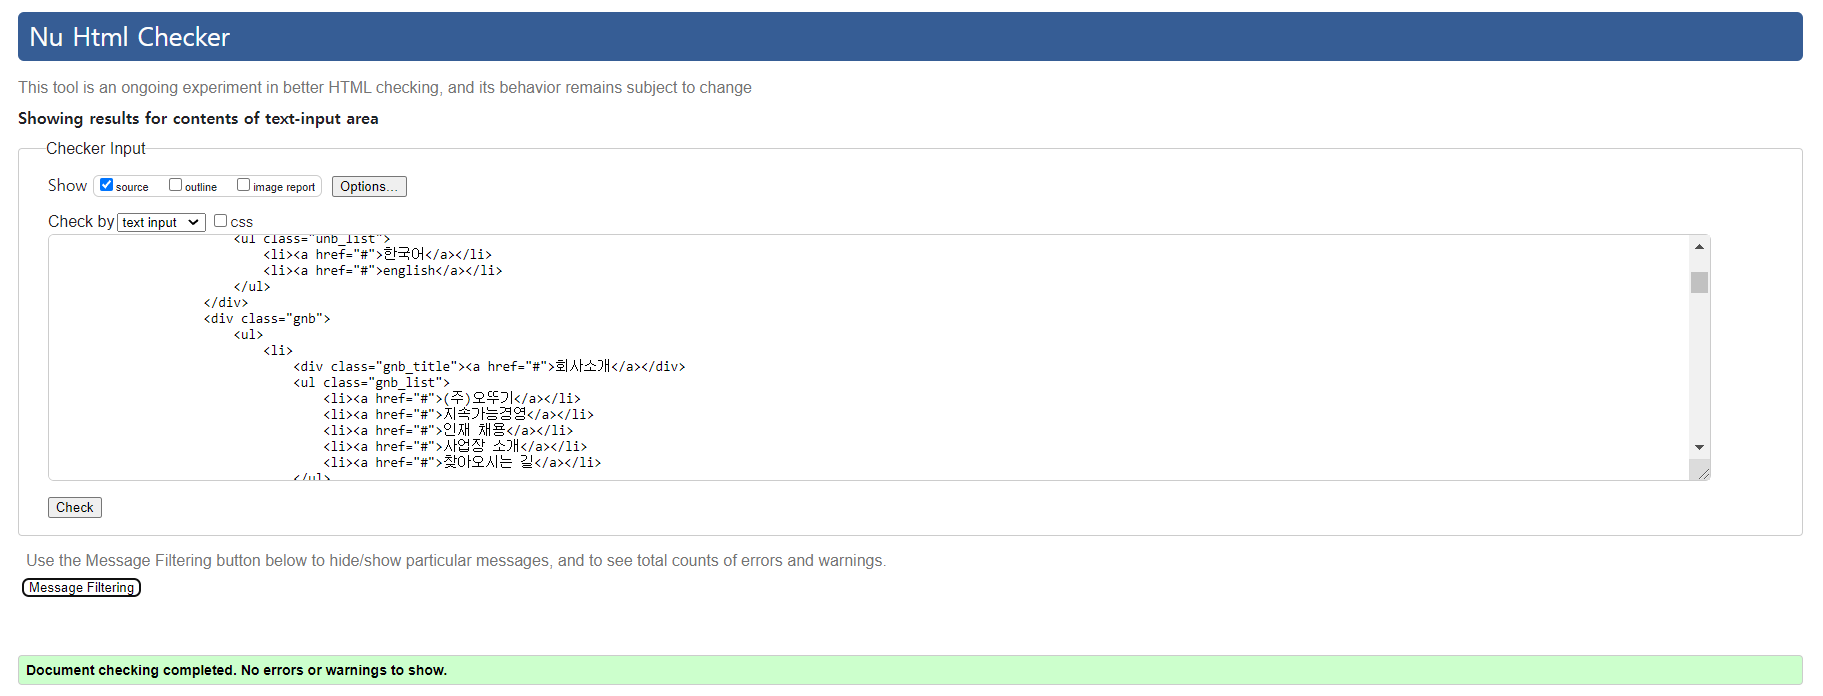 Nu Html Checker
This tool is an ongoing experiment in better HTML checking, and its behavior remains subject to change
Showing results for contents of text-input area
Checker Input
Show source outline image report Options...
Check by text input css
<ul class="unb_list">
<li><a href="#">한국어</a></li>
<li><a href="#">english</a></li>
</ul>
</div>
<div class="gnb">
<ul>
<li>
<div class="gnb_title"><a href="#">회사소개</a></div>
<ul class="gnb_list">
<li><a href="#">(주)오뚜기</a></li>
<li><a href="#">지속가능경영</a></li>
<li><a href="#">인재 채용</a></li>
<li><a href="#">사업장 소개</a></li>
<li><a href="#">찾아오시는 길</a></li>
</ul>
Check
Use the Message Filtering button below to hide/show particular messages, and to see total counts of errors and warnings.
Message Filtering
Document checking completed. No errors or warnings to show.